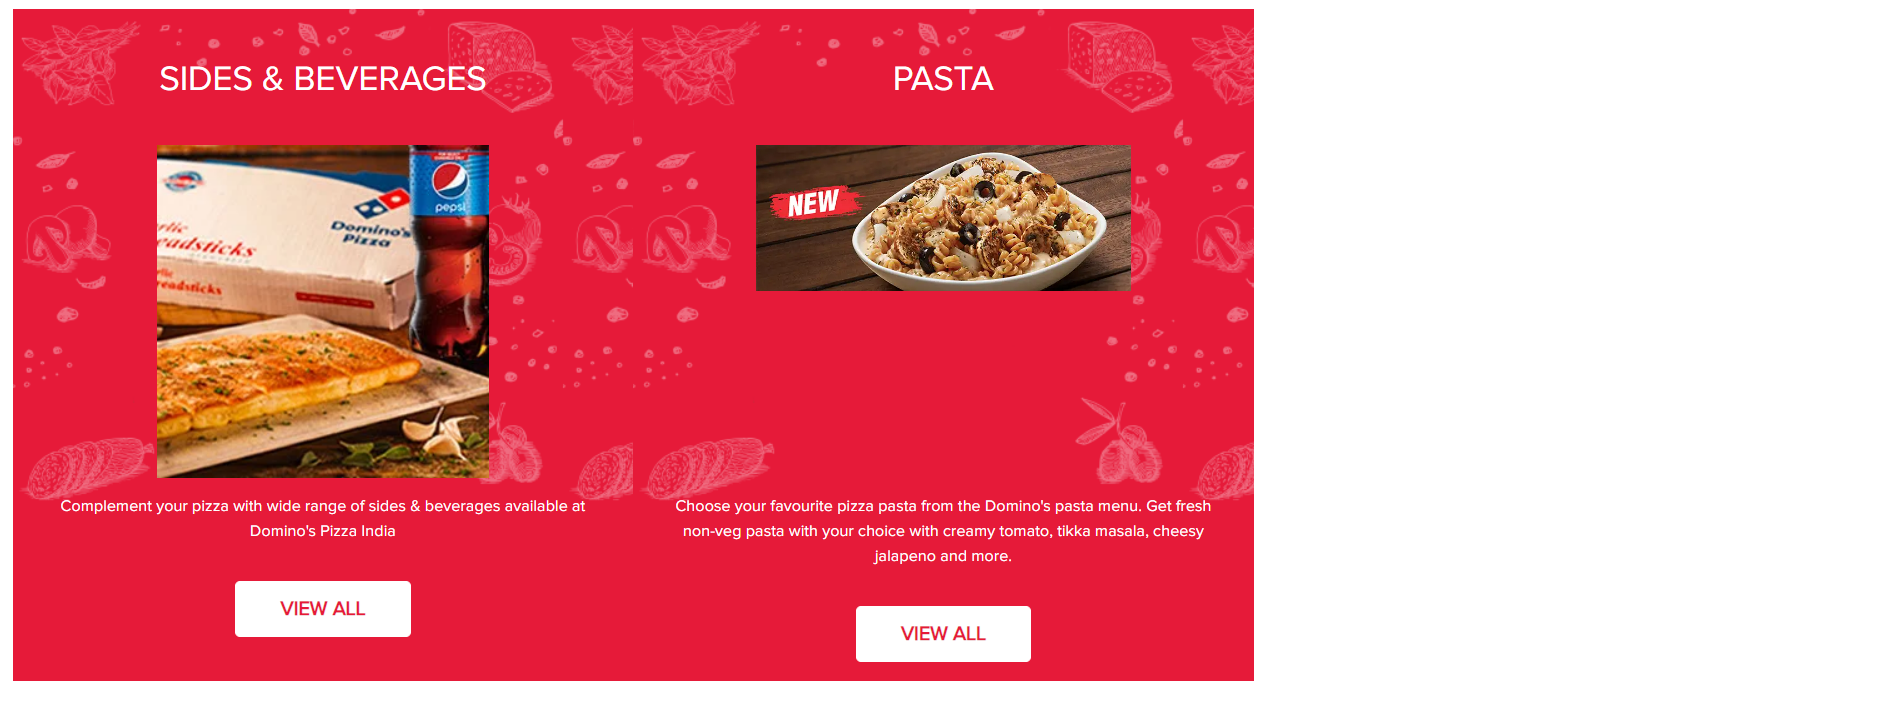 SIDES & BEVERAGES
pepsi
Domino's
Pizza
eadsticks
eadsticks
Complement your pizza with wide range of sides & beverages available at
Domino's Pizza India
VIEW ALL
PASTA
NEW
Choose your favourite pizza pasta from the Domino's pasta menu. Get fresh
non-veg pasta with your choice with creamy tomato, tikka masala, cheesy
jalapeno and more.
VIEW ALL